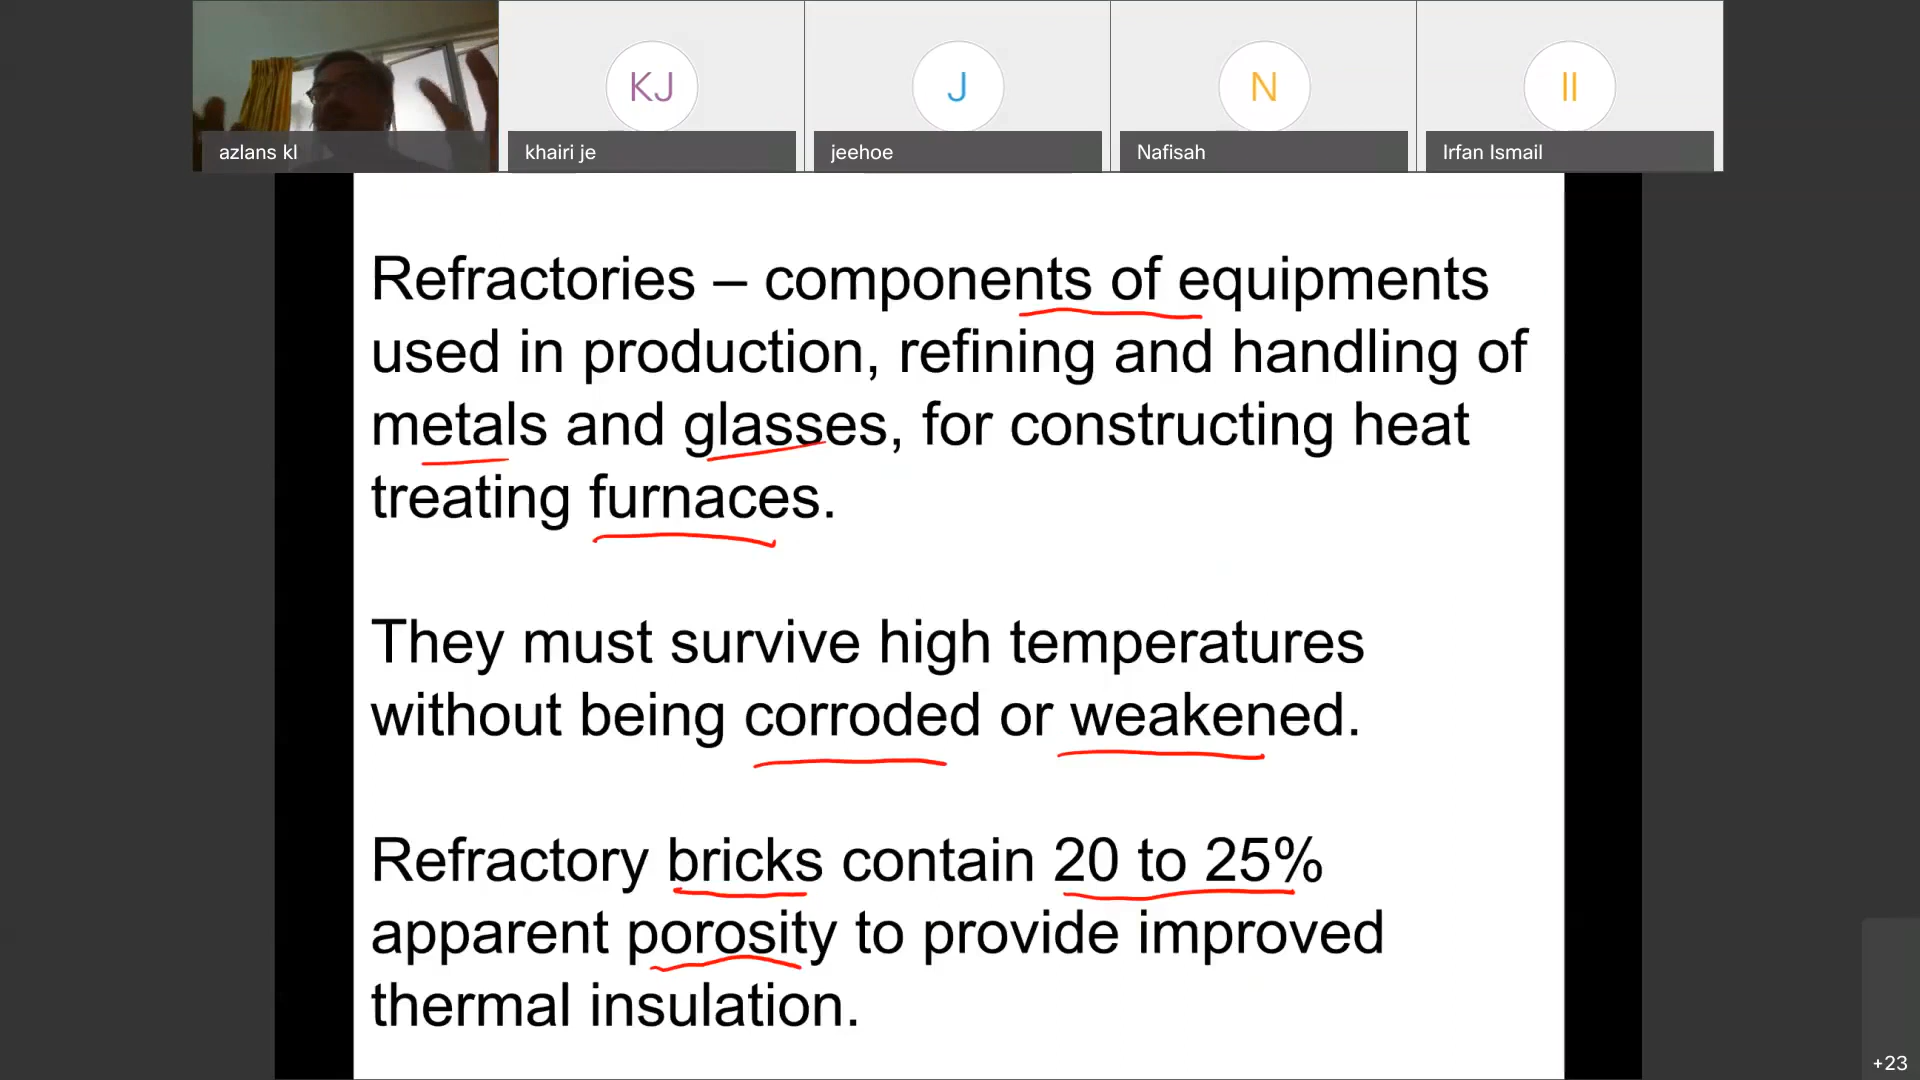 KJ
J
N
II
azlans kl
khairi je
jeehoe
Nafisah
Irfan Ismail
Refractories – components of equipments
used in production, refining and handling of
metals and glasses, for constructing heat
treating furnaces.
They must survive high temperatures
without being corroded or weakened.
Refractory bricks contain 20 to 25%
apparent porosity to provide improved
thermal insulation.
+23